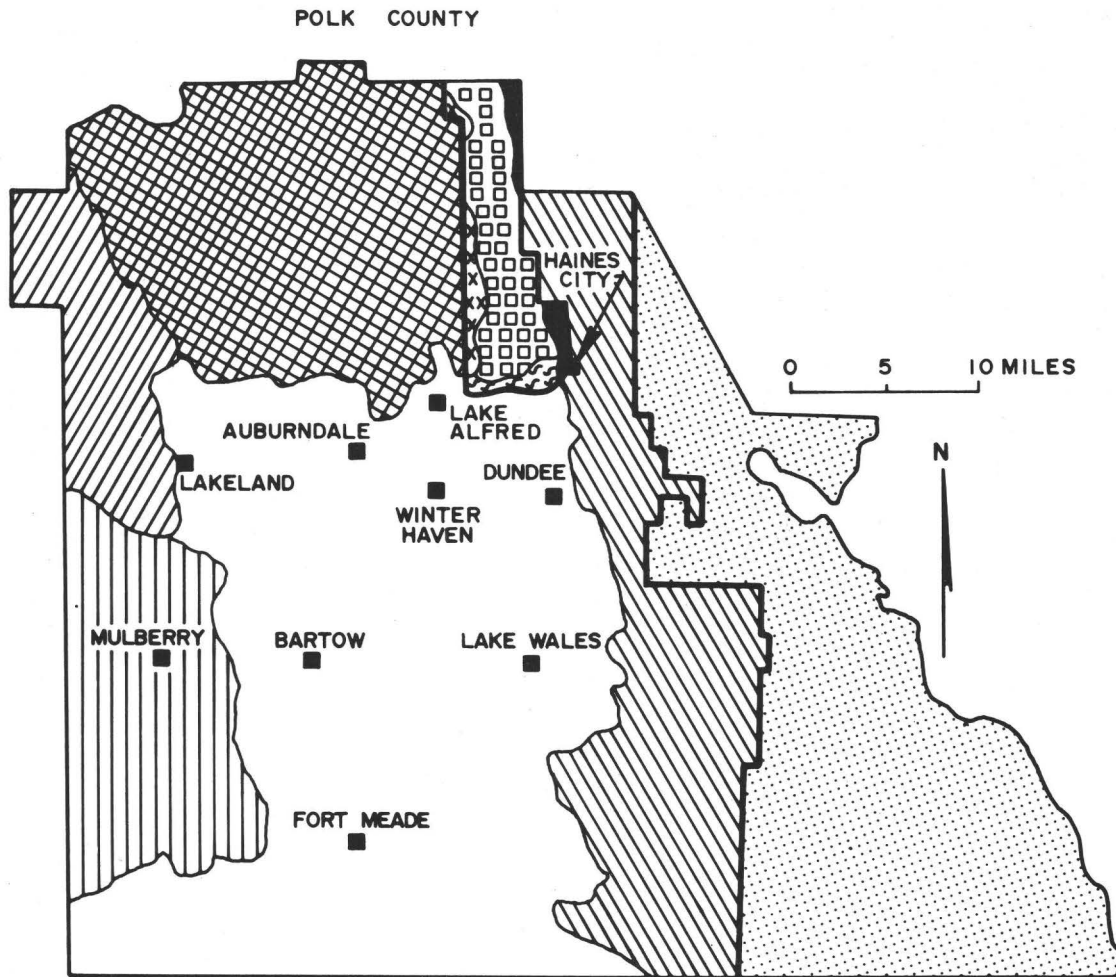 POLK COUNTY
HAINES
CITY
0 5 10 MILES
LAKE
ALFRED
AUBURNDALE
N
LAKELAND
DUNDEE
WINTER
HAVEN
MULBERRY
BARTOW
LAKE WALES
FORT MEADE